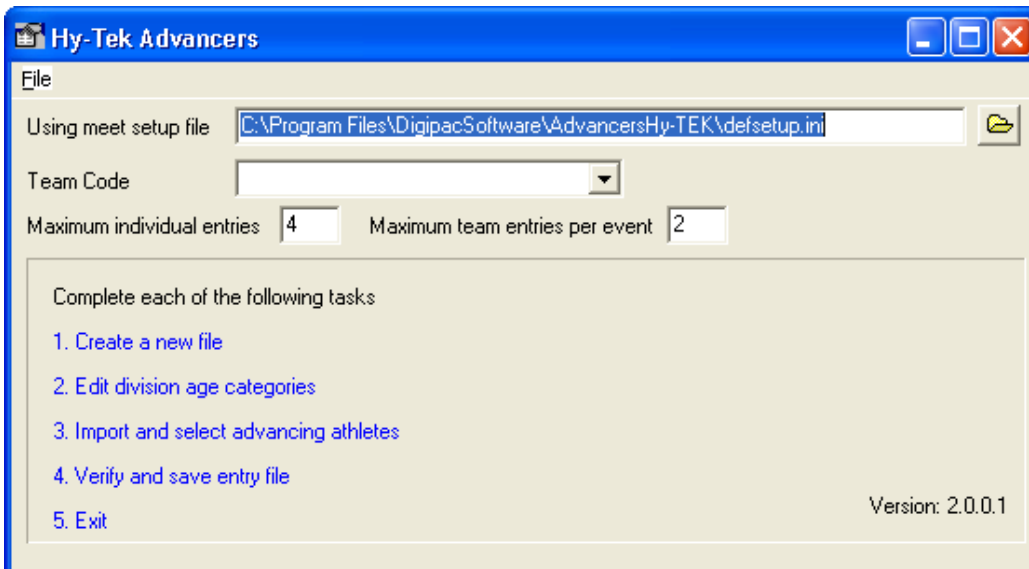 Hy-Tek Advancers
File
Using meet setup file C:\Program Files\DigipacSoftware\AdvancersHy-TEK\defsetup.ini
Team Code
Maximum individual entries 4 Maximum team entries per event 2
Complete each of the following tasks
1. Create a new file
2. Edit division age categories
3. Import and select advancing athletes
4. Verify and save entry file
5. Exit
Version: 2.0.0.1